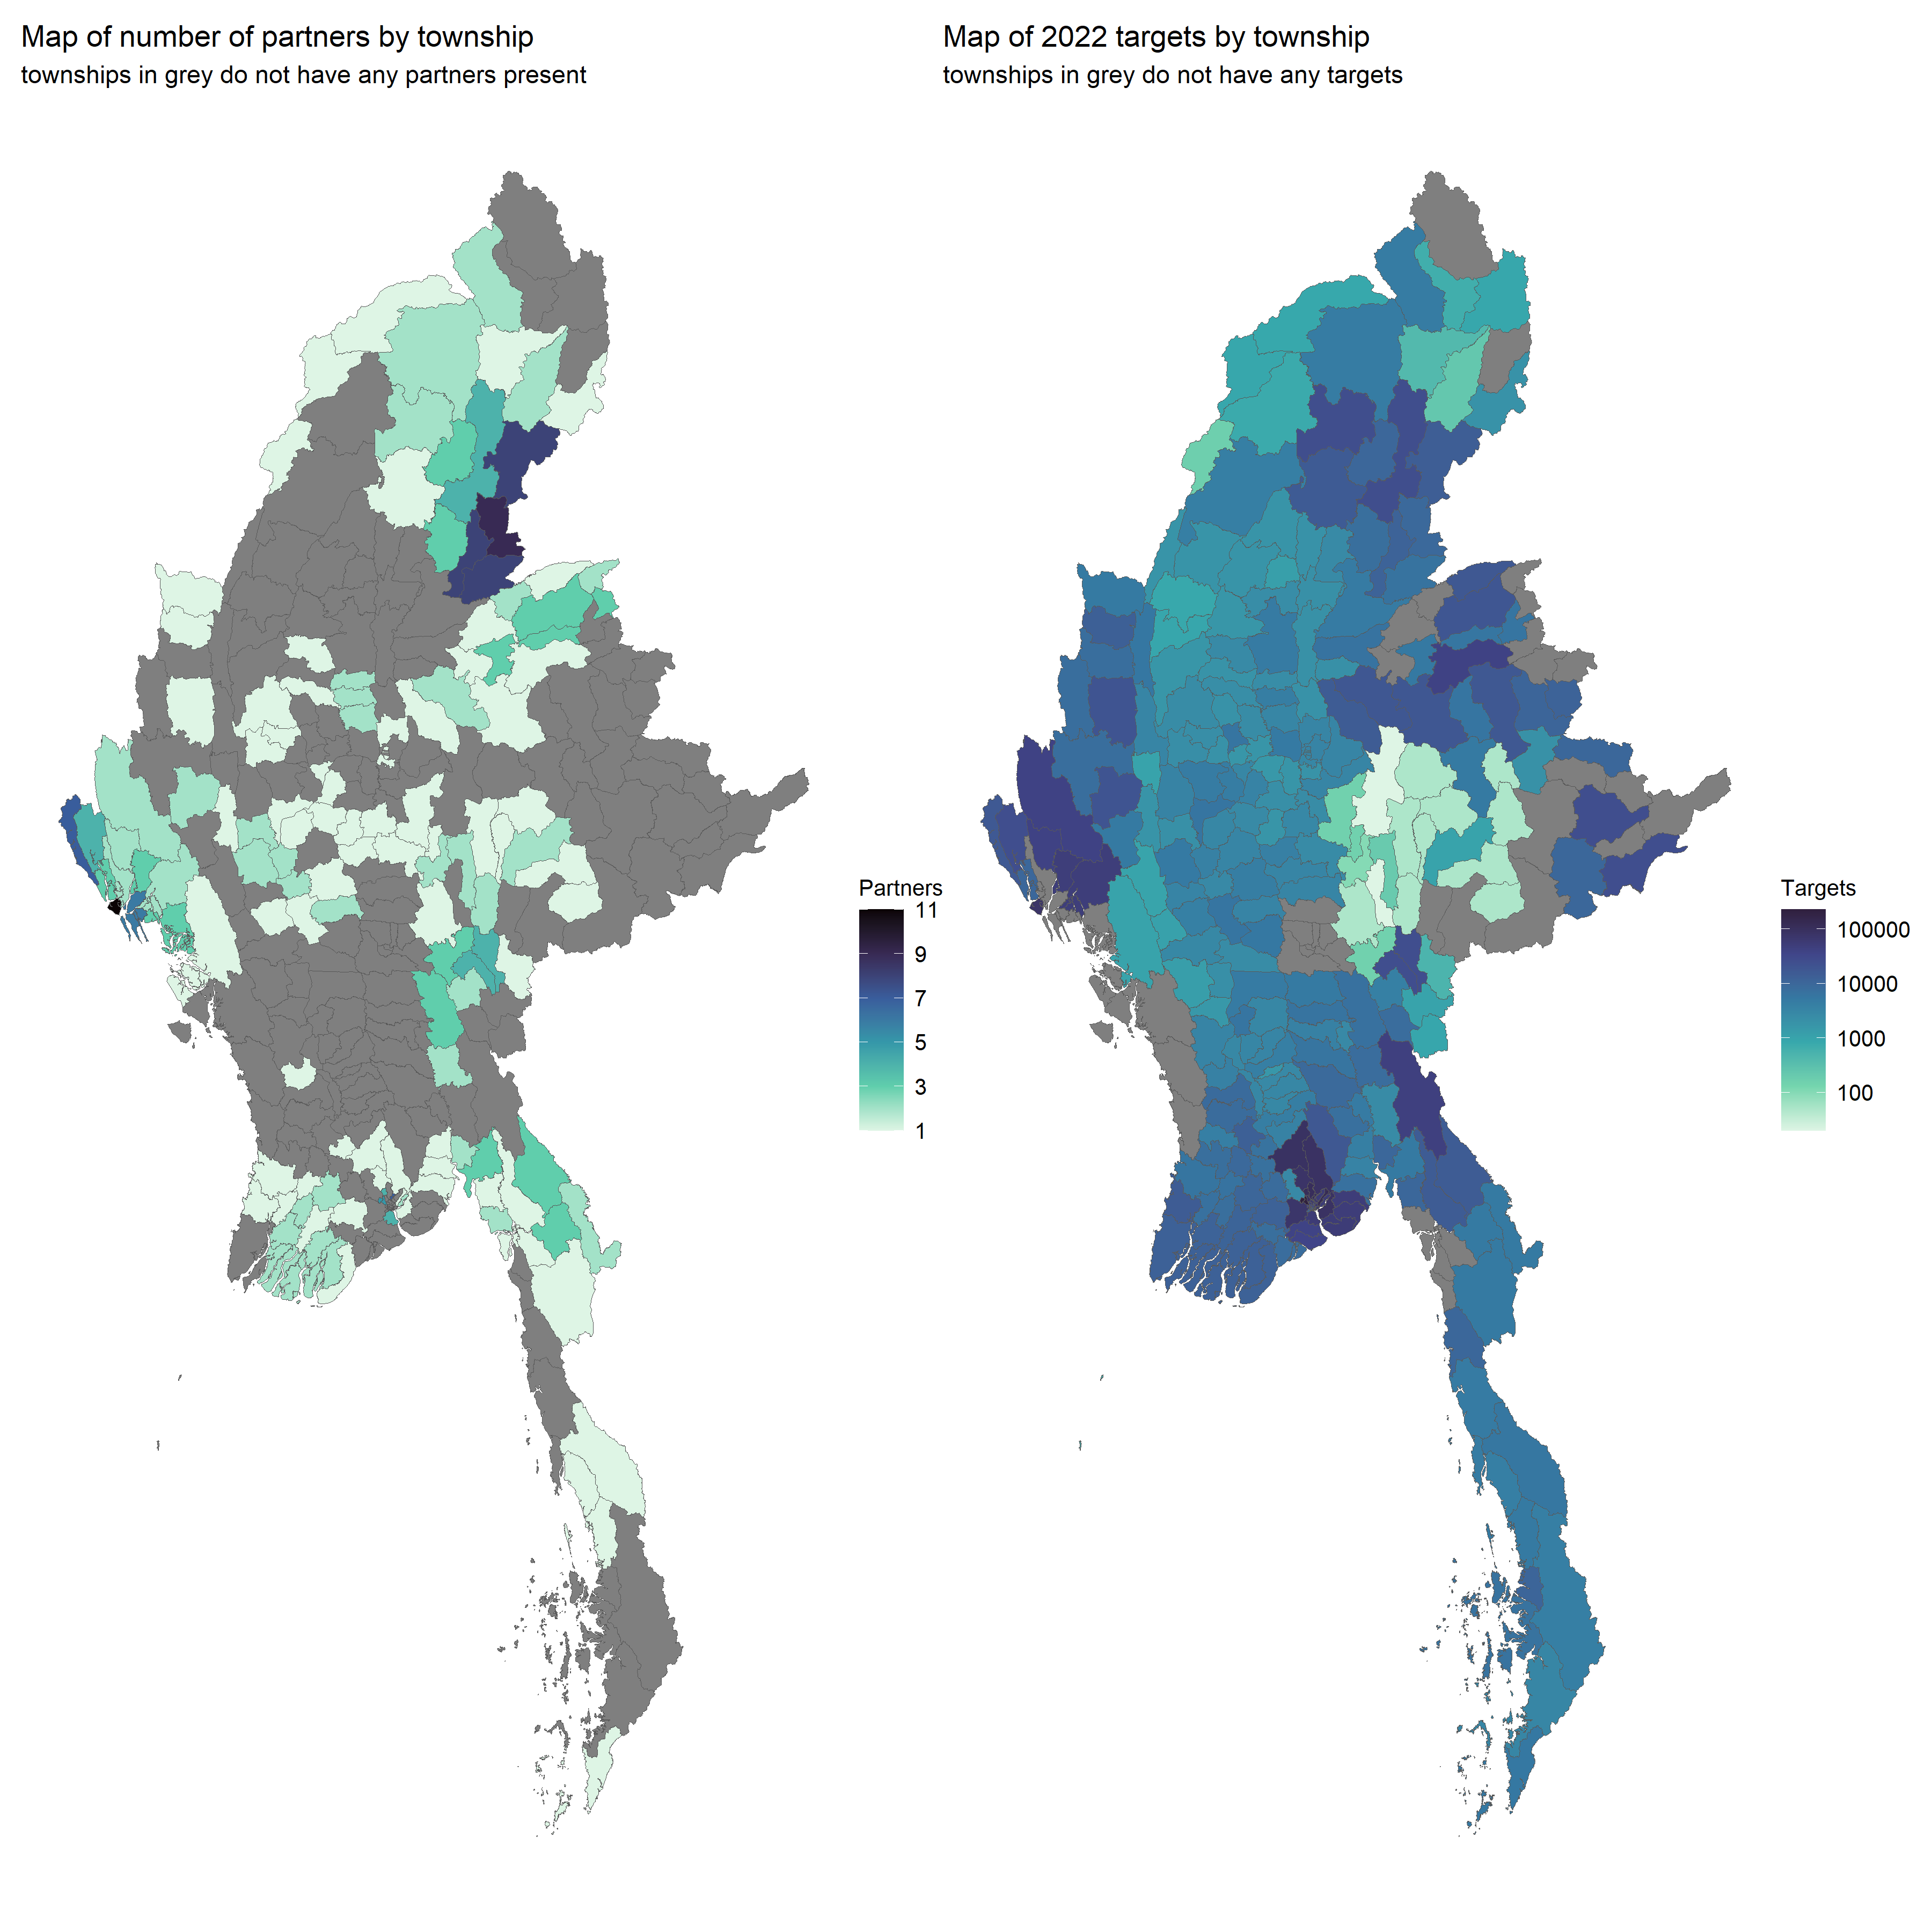 Map of number of partners by township
townships in grey do not have any partners present
Map of 2022 targets by township
townships in grey do not have any targets
Partners
11
9
7
5
3
1
Targets
100000
10000
1000
100